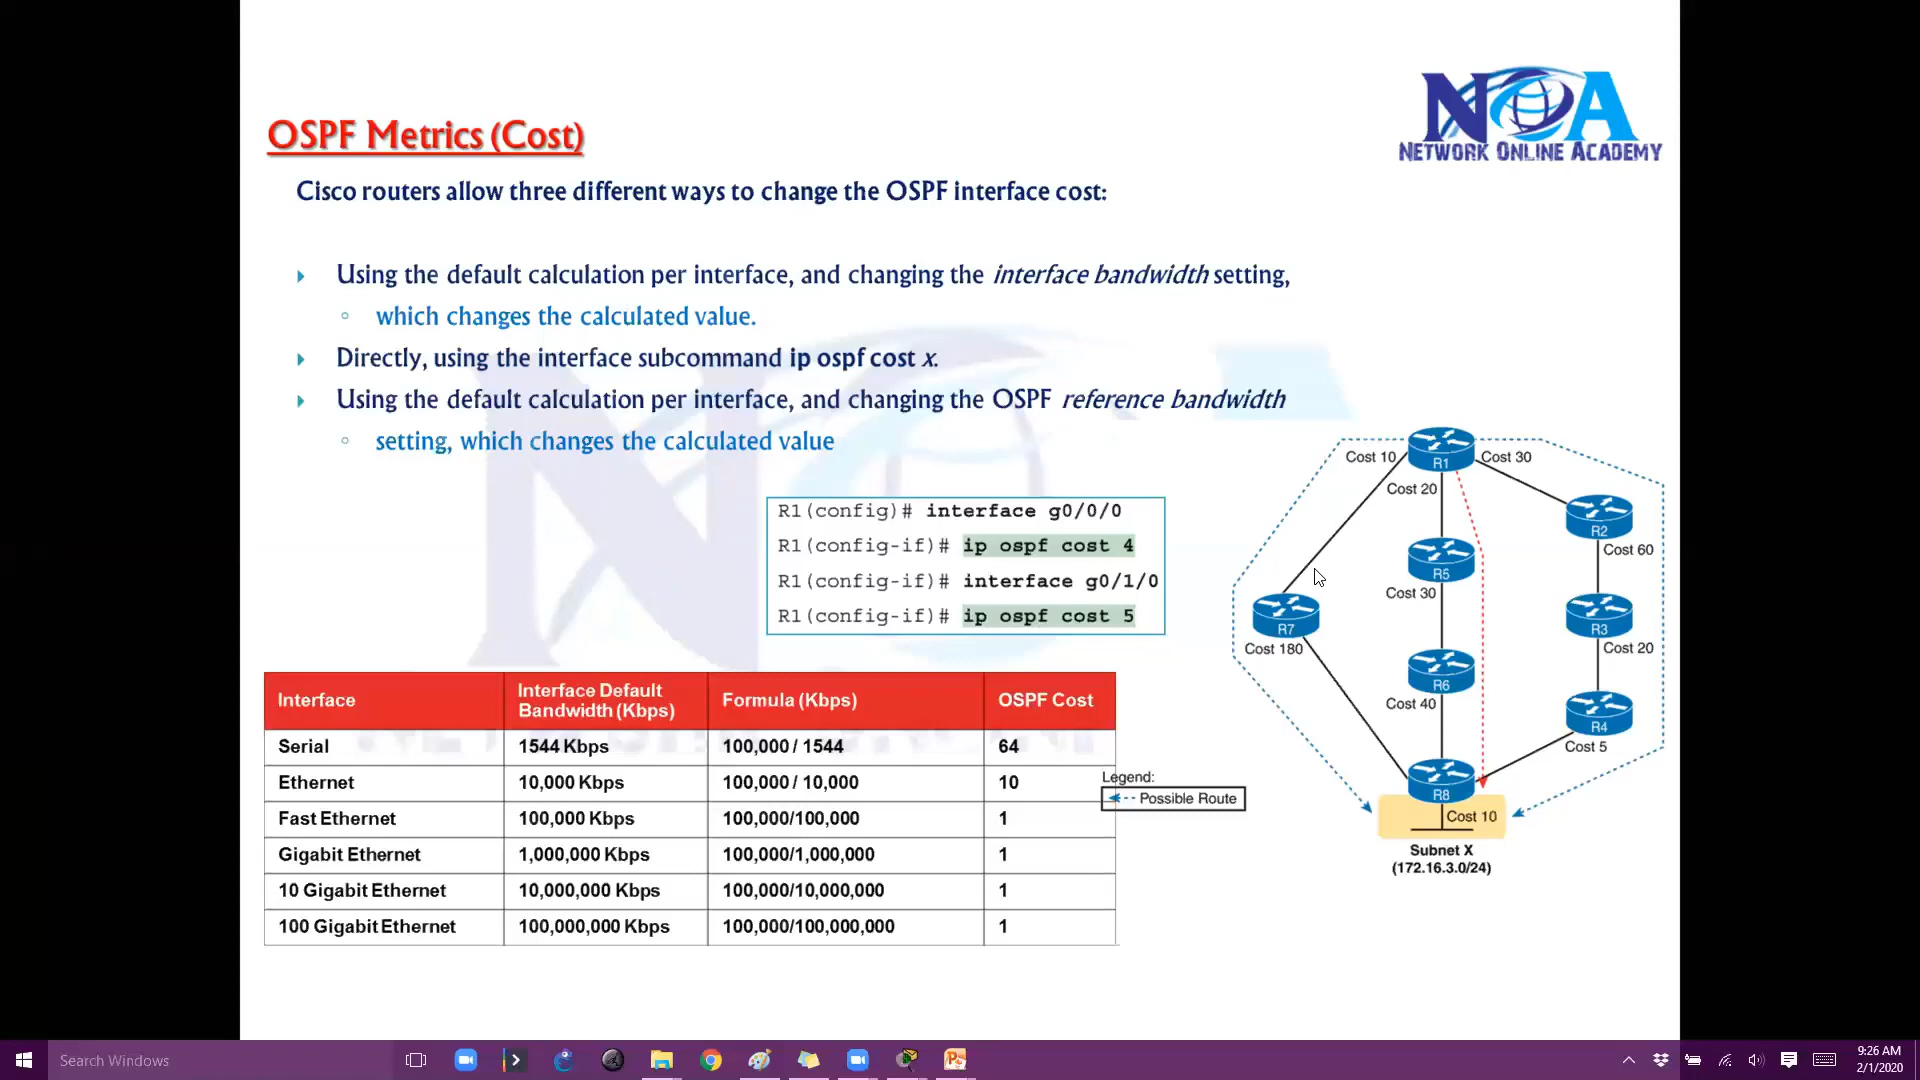 NOA
NETWORK ONLINE ACADEMY
OSPF Metrics (Cost)
Cisco routers allow three different ways to change the OSPF interface cost:
Using the default calculation per interface, and changing the interface bandwidth setting,
which changes the calculated value.
Directly, using the interface subcommand ip ospf cost x.
Using the default calculation per interface, and changing the OSPF reference bandwidth
setting, which changes the calculated value
R1(config)# interface g0/0/0
R1(config-if)# ip ospf cost 4
R1(config-if)# interface g0/1/0
R1(config-if)# ip ospf cost 5
Cost 10
R1
Cost 30
Cost 20
R2
Cost 60
R5
Cost 30
R7
Cost 180
R3
Cost 20
R6
Cost 40
R4
Cost 5
R8
Cost 10
Subnet X
(172.16.3.0/24)
Legend:
Possible Route
Interface Interface Default Bandwidth (Kbps) Formula (Kbps) OSPF Cost
Serial 1544 Kbps 100,000 / 1544 64
Ethernet 10,000 Kbps 100,000 / 10,000 10
Fast Ethernet 100,000 Kbps 100,000/100,000 1
Gigabit Ethernet 1,000,000 Kbps 100,000/1,000,000 1
10 Gigabit Ethernet 10,000,000 Kbps 100,000/10,000,000 1
100 Gigabit Ethernet 100,000,000 Kbps 100,000/100,000,000 1
Search Windows
9:26 AM
2/1/2020